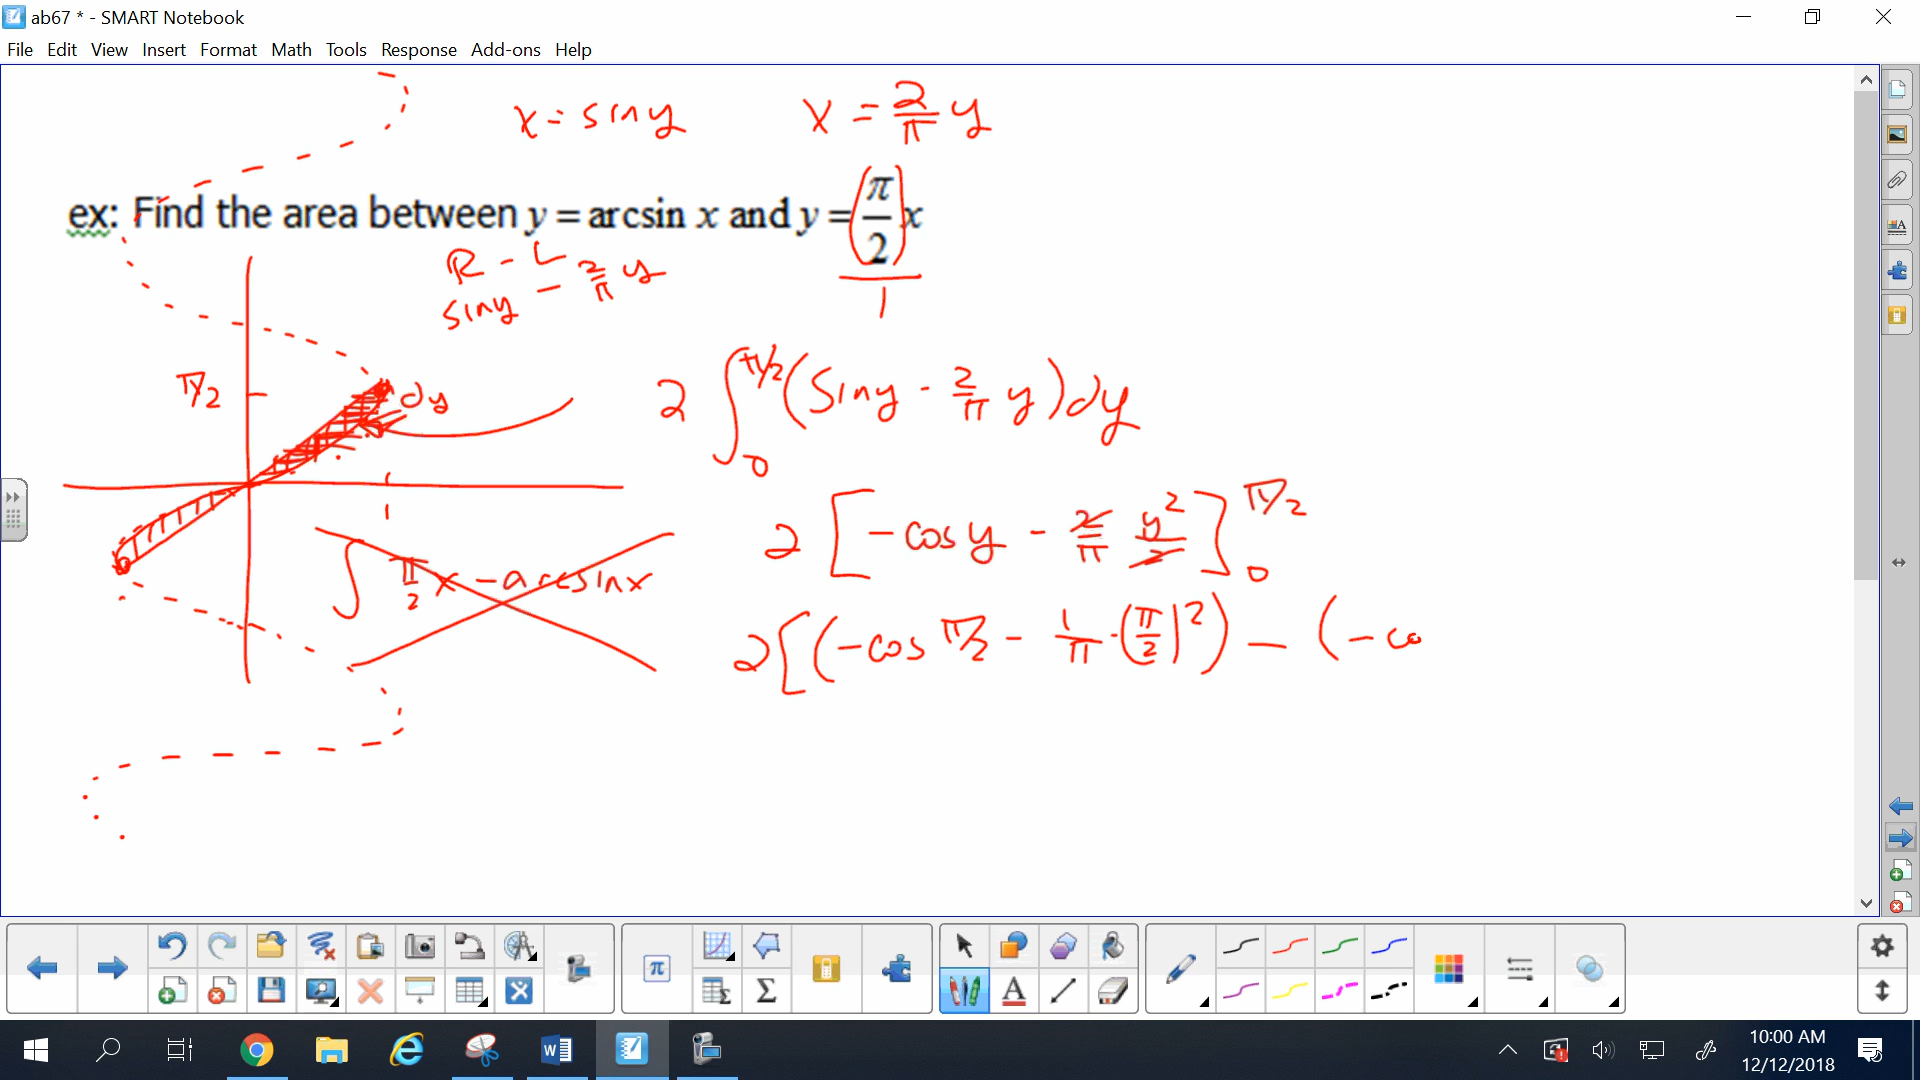 ab67 * - SMART Notebook
File Edit View Insert Format Math Tools Response Add-ons Help
x = sin y
x = 2/π y
ex: Find the area between y = arcsin x and y = (π/2) x
1
R - L
sin y - 2/π y
π/2
dy
1
∫ π/2 x - arcsin x
2 ∫₀^π/2 (sin y - 2/π y) dy
2 [-cos y - 2/π y²/2]₀^π/2
2 [(-cos π/2 - 1/π · (π/2)²) - (-co
10:00 AM
12/12/2018